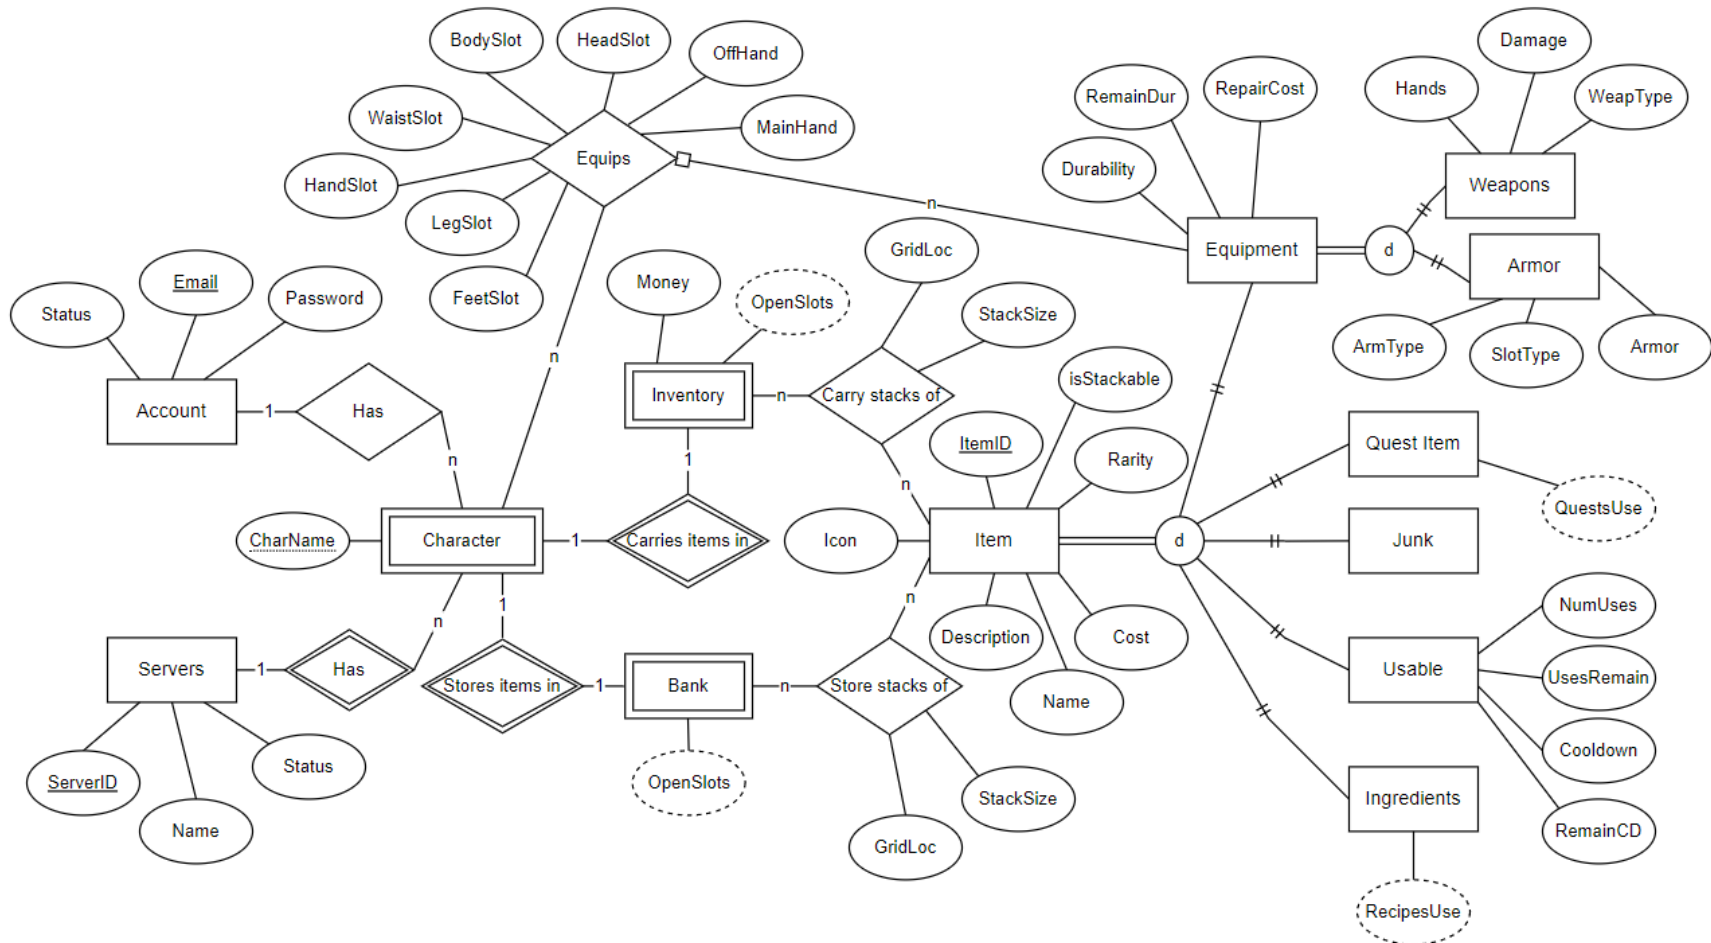 BodySlot
HeadSlot
OffHand
Damage
Hands
WeapType
RemainDur
RepairCost
WaistSlot
MainHand
Equips
Durability
HandSlot
Weapons
LegSlot
n
GridLoc
Equipment
d
Armor
Email
Money
OpenSlots
Status
Password
FeetSlot
StackSize
ArmType
SlotType
Armor
n
isStackable
Account
1
Has
Inventory
n
Carry stacks of
n
1
ItemID
Rarity
Quest Item
n
QuestsUse
CharName
Character
1
Carries items in
Icon
Item
d
Junk
n
1
n
NumUses
Description
Cost
Servers
1
Has
Stores items in
1
Bank
n
Store stacks of
Name
Usable
UsesRemain
Cooldown
ServerID
Status
OpenSlots
StackSize
Ingredients
Name
GridLoc
RemainCD
RecipesUse